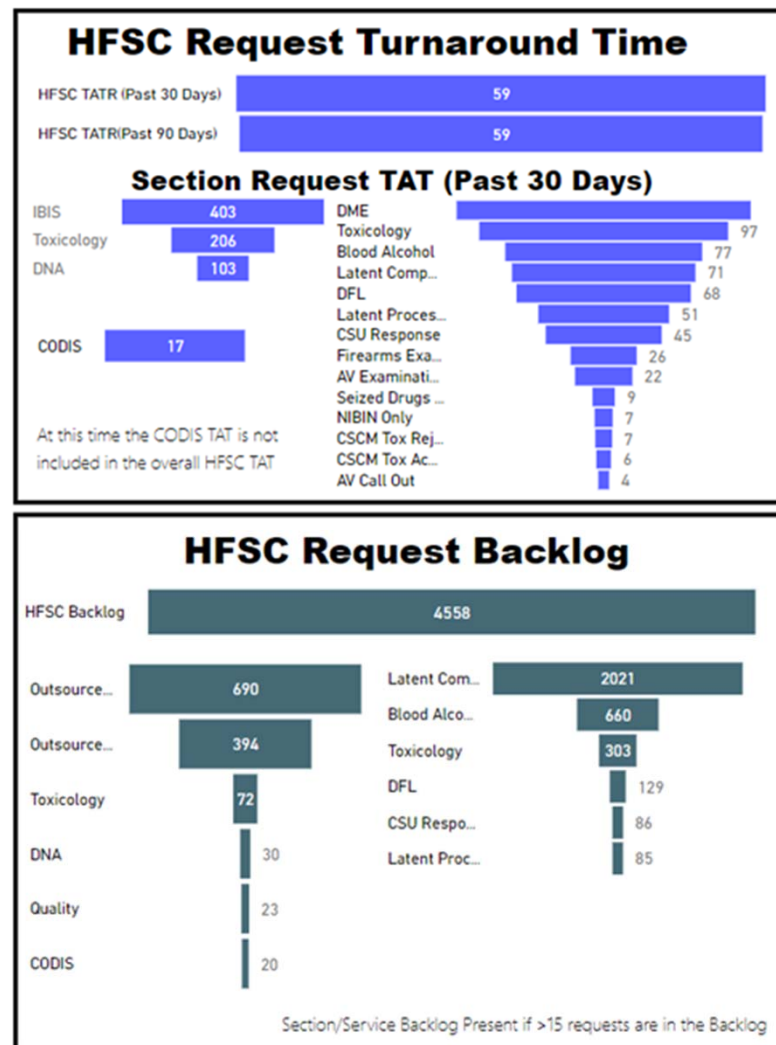 HFSC Request Turnaround Time
HFSC TATR (Past 30 Days) 59
HFSC TATR(Past 90 Days) 59
Section Request TAT (Past 30 Days)
IBIS 403
Toxicology 206
DNA 103
CODIS 17
At this time the CODIS TAT is not
included in the overall HFSC TAT
DME
Toxicology 97
Blood Alcohol 77
Latent Comp... 71
DFL 68
Latent Proces... 51
CSU Response 45
Firearms Exa... 26
AV Examinati... 22
Seized Drugs ... 9
NIBIN Only 7
CSCM Tox Rej... 7
CSCM Tox Ac... 6
AV Call Out 4
HFSC Request Backlog
HFSC Backlog 4558
Outsource... 690
Outsource... 394
Toxicology 72
DNA 30
Quality 23
CODIS 20
Latent Com... 2021
Blood Alco... 660
Toxicology 303
DFL 129
CSU Respo... 86
Latent Proc... 85
Section/Service Backlog Present if >15 requests are in the Backlog